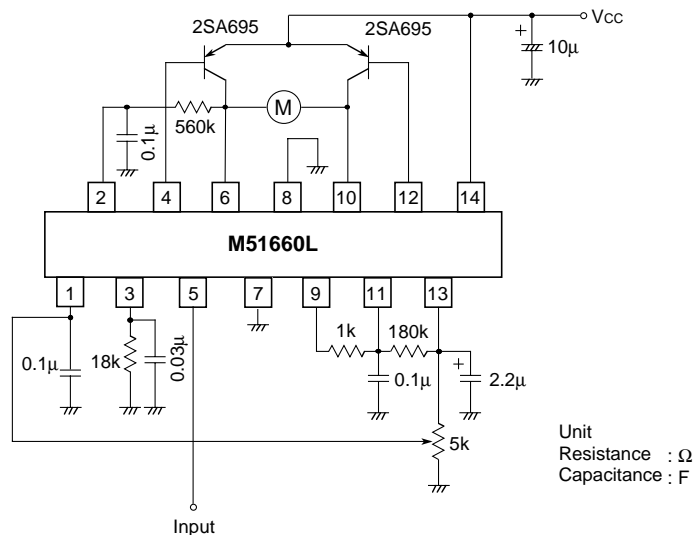 VCC
2SA695 2SA695
10μ
M
560k
0.1μ
2 4 6 8 10 12 14
M51660L
1 3 5 7 9 11 13
1k 180k
0.1μ 18k 0.03μ 0.1μ 2.2μ
5k
Unit
Resistance : Ω
Capacitance : F
Input